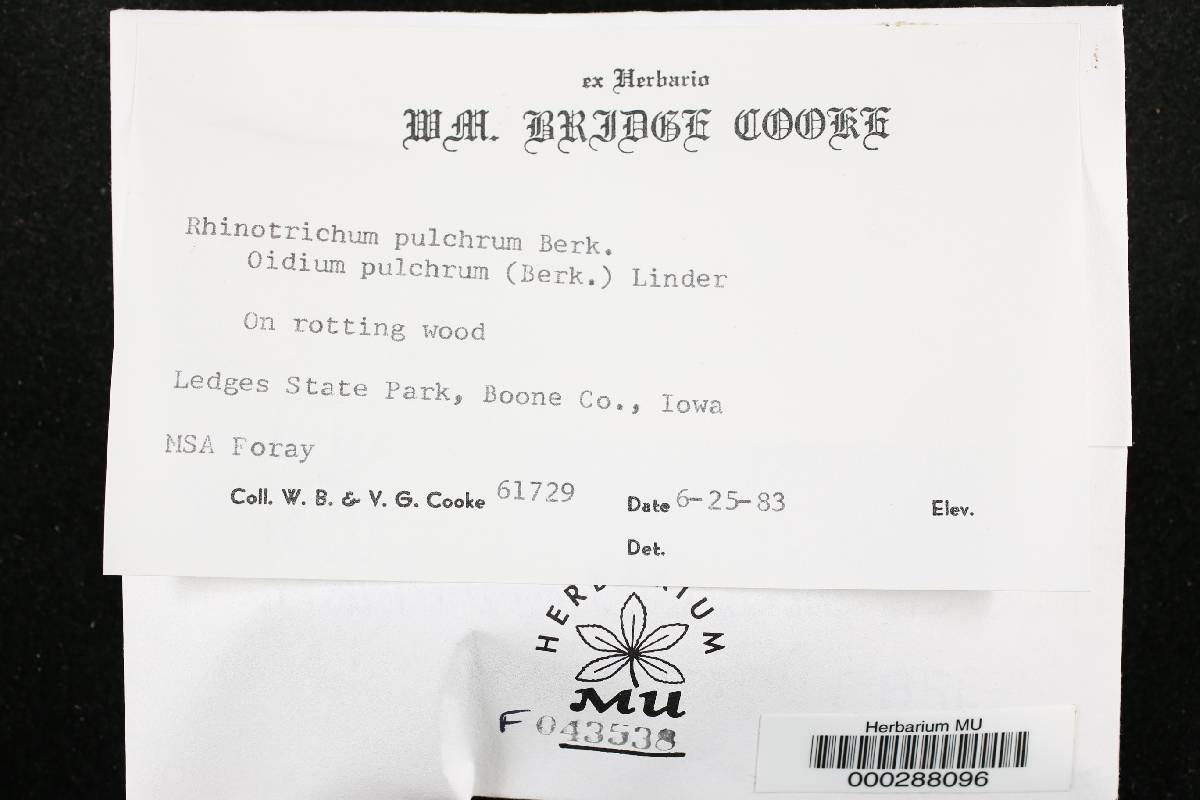 ex Herbario
WM. BRIDGE COOKE
Rhinotrichum pulchrum Berk.
Oidium pulchrum (Berk.) Linder
On rotting wood
Ledges State Park, Boone Co., Iowa
MSA Foray
Coll. W. B. & V. G. Cooke 61729 Date 6-25-83 Elev.
Det.
HERBARIUM
MU
F 043538
Herbarium MU
000288096